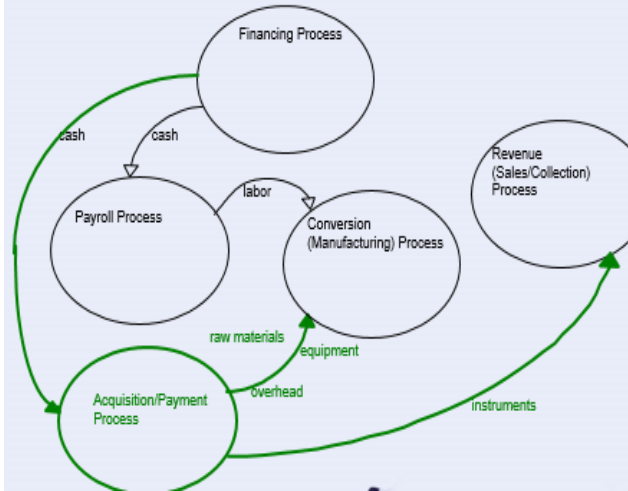 Financing Process
cash
cash
Revenue
(Sales/Collection)
Process
Payroll Process
labor
Conversion
(Manufacturing) Process
raw materials
equipment
overhead
Acquisition/Payment
Process
instruments